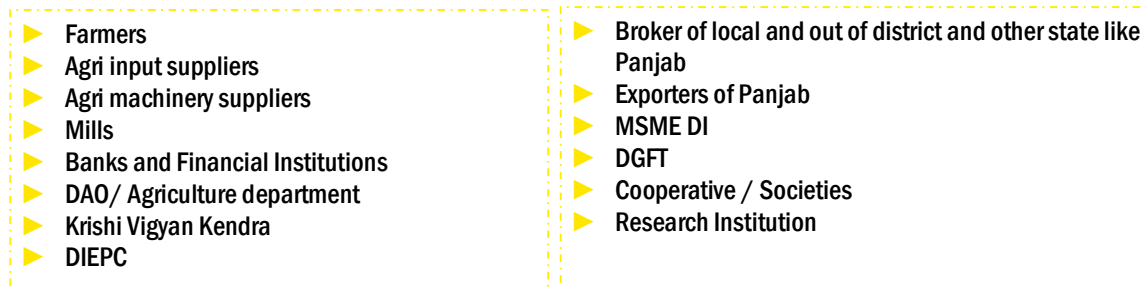 Farmers
Agri input suppliers
Agri machinery suppliers
Mills
Banks and Financial Institutions
DAO/ Agriculture department
Krishi Vigyan Kendra
DIEPC
Broker of local and out of district and other state like
Panjab
Exporters of Panjab
MSME DI
DGFT
Cooperative / Societies
Research Institution